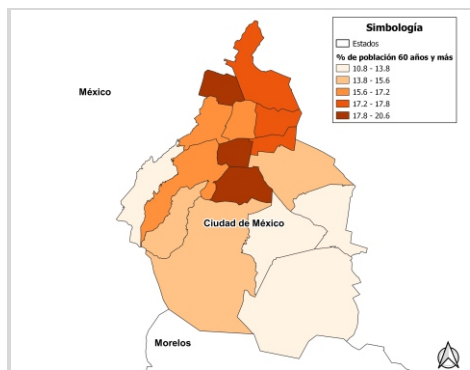 Simbología
Estados
% de población 60 años y más
10.8 - 13.8
13.8 - 15.6
15.6 - 17.2
17.2 - 17.8
17.8 - 20.6
México
Ciudad de México
Morelos